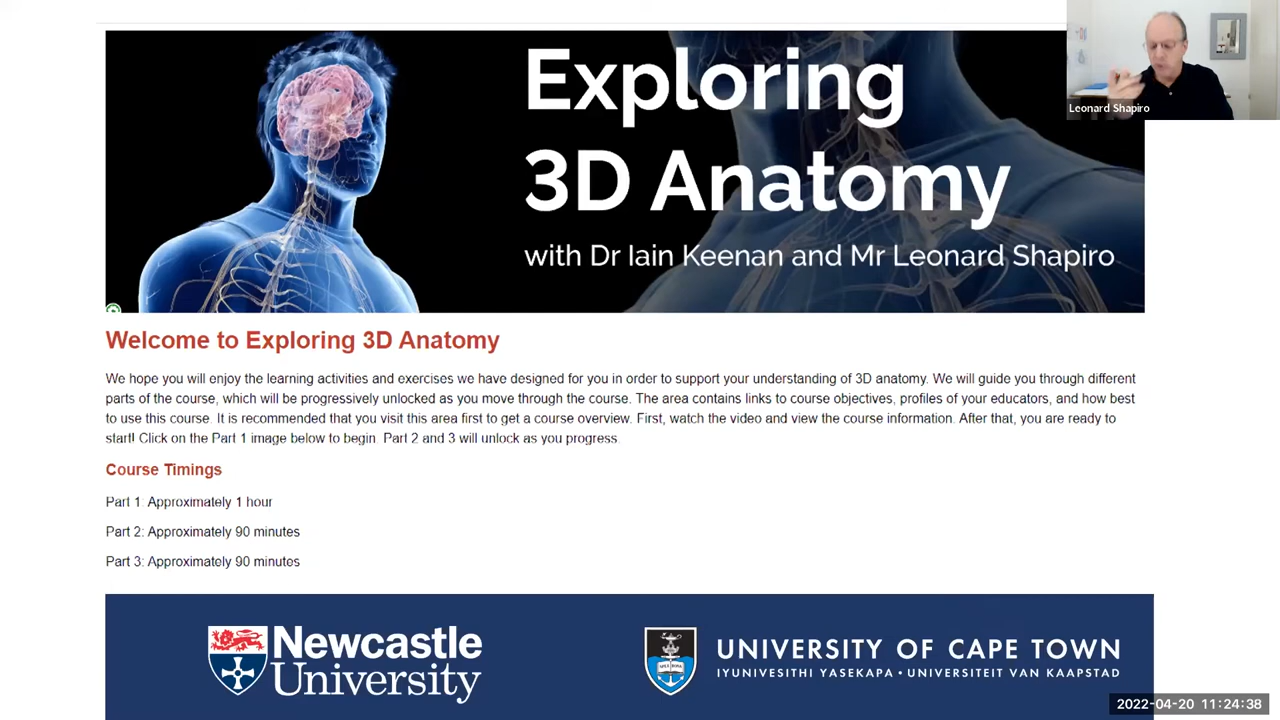 Exploring
3D Anatomy
with Dr Iain Keenan and Mr Leonard Shapiro
Leonard Shapiro
Welcome to Exploring 3D Anatomy
We hope you will enjoy the learning activities and exercises we have designed for you in order to support your understanding of 3D anatomy. We will guide you through different
parts of the course, which will be progressively unlocked as you move through the course. The area contains links to course objectives, profiles of your educators, and how best
to use this course. It is recommended that you visit this area first to get a course overview. First, watch the video and view the course information. After that, you are ready to
start! Click on the Part 1 image below to begin. Part 2 and 3 will unlock as you progress.
Course Timings
Part 1: Approximately 1 hour
Part 2: Approximately 90 minutes
Part 3: Approximately 90 minutes
Newcastle
University
UNIVERSITY OF CAPE TOWN
IYUNIVESITHI YASEKAPA • UNIVERSITEIT VAN KAAPSTAD
2022-04-20 11:24:38